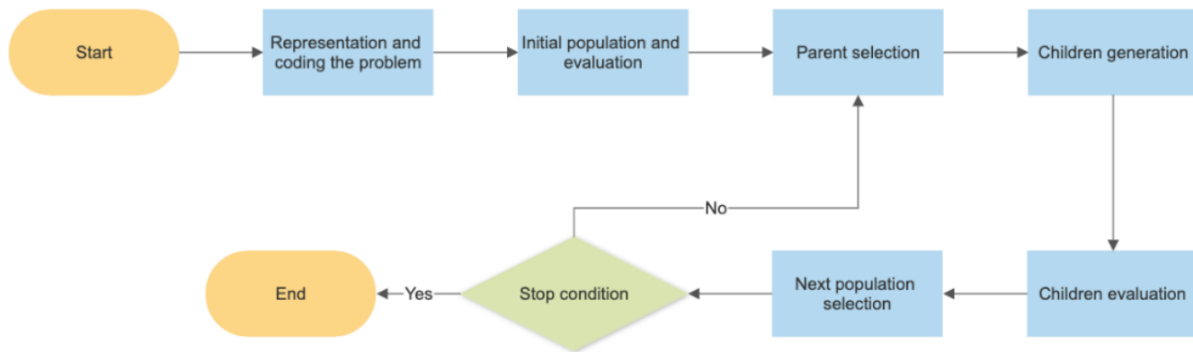 Start
Representation and
coding the problem
Initial population and
evaluation
Parent selection
Children generation
No
End
Yes
Stop condition
Next population
selection
Children evaluation